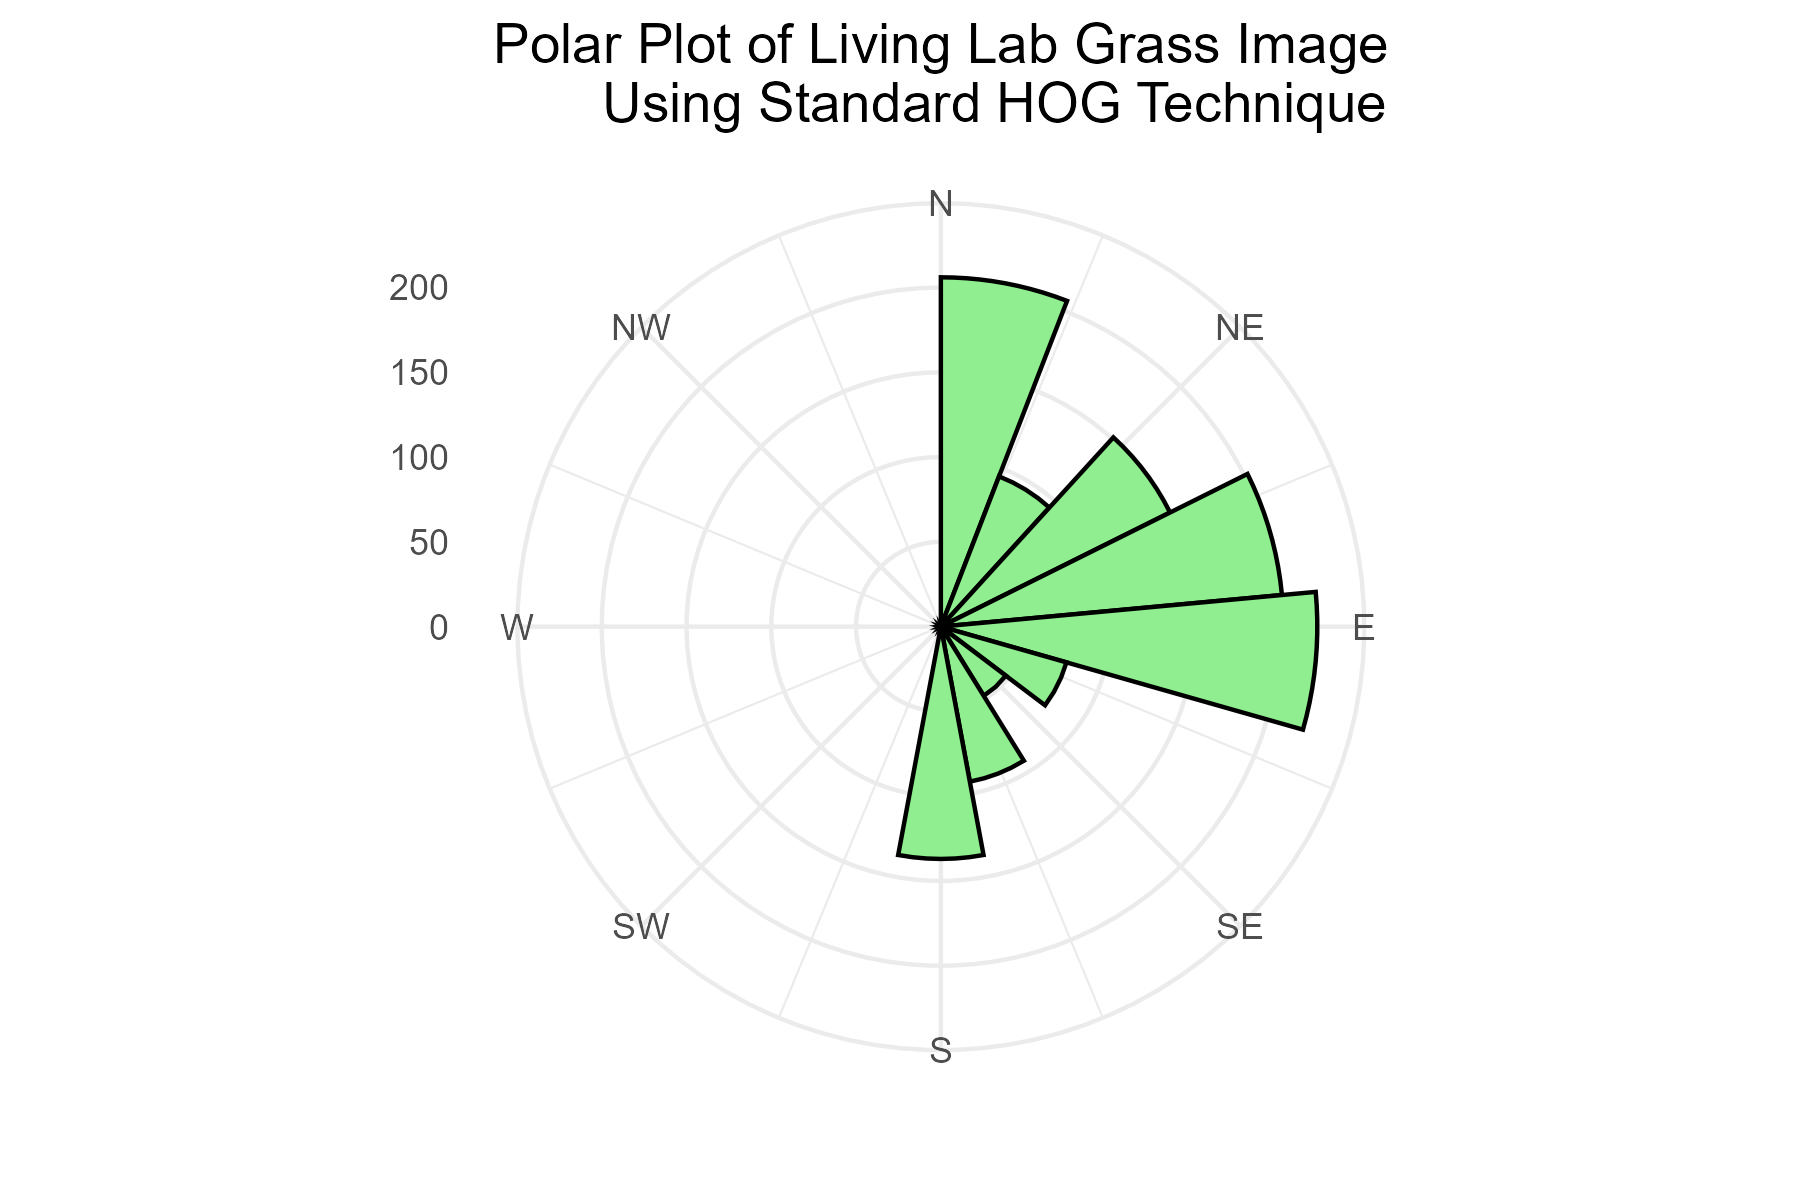 Polar Plot of Living Lab Grass Image
Using Standard HOG Technique
N
200
NW
NE
150
100
50
0
W
E
SW
SE
S